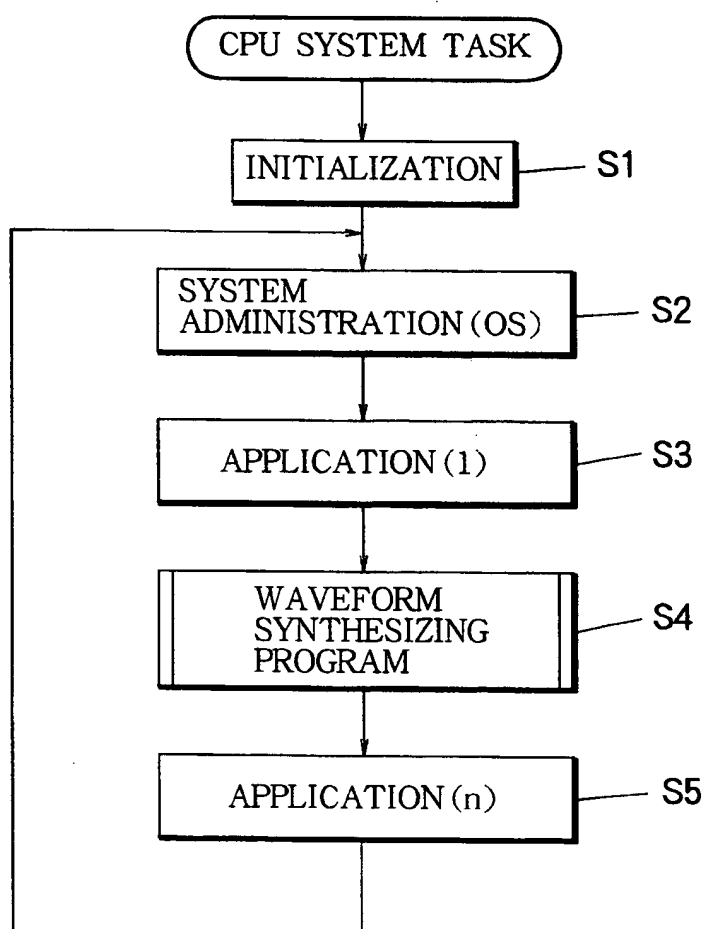 CPU SYSTEM TASK
INITIALIZATION
S1
SYSTEM
ADMINISTRATION(OS)
S2
APPLICATION(1)
S3
WAVEFORM
SYNTHESIZING
PROGRAM
S4
APPLICATION(n)
S5